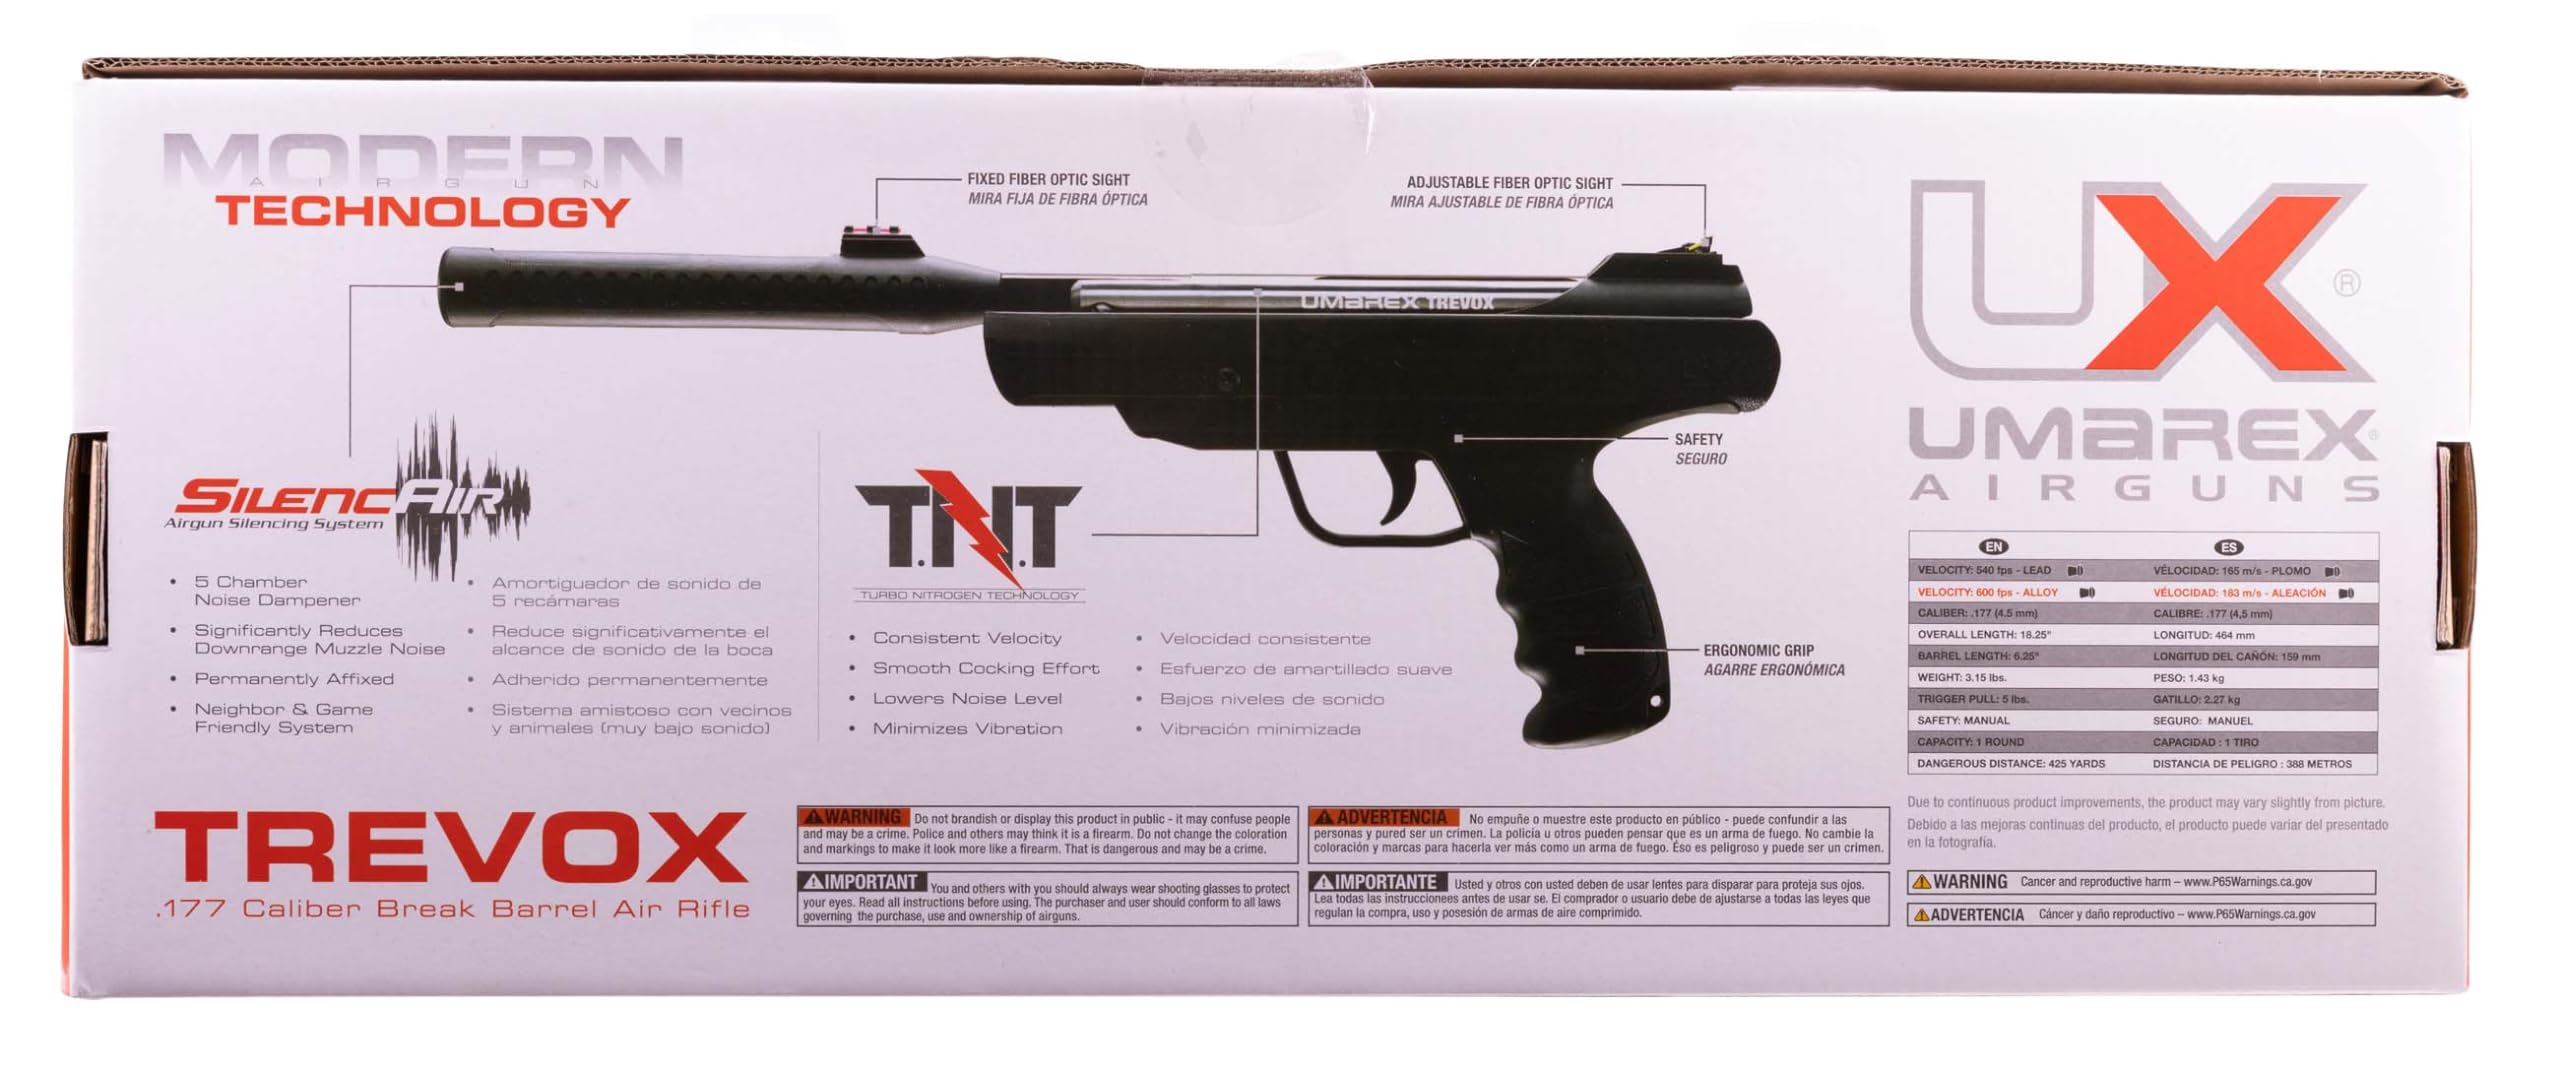 MODERN
AIRGUN
TECHNOLOGY
FIXED FIBER OPTIC SIGHT
MIRA FIJA DE FIBRA ÓPTICA
ADJUSTABLE FIBER OPTIC SIGHT
MIRA AJUSTABLE DE FIBRA ÓPTICA
UMAREX TREVOX
SAFETY
SEGURO
ERGONOMIC GRIP
AGARRE ERGONÓMICA
SILENCAIR
Airgun Silencing System
• 5 Chamber
Noise Dampener
• Significantly Reduces
Downrange Muzzle Noise
• Permanently Affixed
• Neighbor & Game
Friendly System
• Amortiguador de sonido de
5 recámaras
• Reduce significativamente el
alcance de sonido de la boca
• Adherido permanentemente
• Sistema amistoso con vecinos
y animales (muy bajo sonido)
T.N.T
TURBO NITROGEN TECHNOLOGY
• Consistent Velocity
• Smooth Cocking Effort
• Lowers Noise Level
• Minimizes Vibration
• Velocidad consistente
• Esfuerzo de amartillado suave
• Bajos niveles de sonido
• Vibración minimizada
TREVOX
.177 Caliber Break Barrel Air Rifle
WARNING Do not brandish or display this product in public - it may confuse people
and may be a crime. Police and others may think it is a firearm. Do not change the coloration
and markings to make it look more like a firearm. That is dangerous and may be a crime.
IMPORTANT You and others with you should always wear shooting glasses to protect
your eyes. Read all instructions before using. The purchaser and user should conform to all laws
governing the purchase, use and ownership of airguns.
ADVERTENCIA No empuñe o muestre este producto en público - puede confundir a las
personas y pured ser un crimen. La policía u otros pueden pensar que es un arma de fuego. No cambie la
coloración y marcas para hacerla ver más como un arma de fuego. Éso es peligroso y puede ser un crimen.
IMPORTANTE Usted y otros con usted deben de usar lentes para disparar para proteja sus ojos.
Lea todas las instruccionees antes de usar se. El comprador o usuario debe de ajustarse a todas las leyes que
regulan la compra, uso y posesión de armas de aire comprimido.
UX®
UMAREX®
AIRGUNS
EN ES
VELOCITY: 540 fps - LEAD VÉLOCIDAD: 165 m/s - PLOMO
VELOCITY: 600 fps - ALLOY VÉLOCIDAD: 183 m/s - ALEACIÓN
CALIBER: .177 (4.5 mm) CALIBRE: .177 (4,5 mm)
OVERALL LENGTH: 18.25" LONGITUD: 464 mm
BARREL LENGTH: 6.25" LONGITUD DEL CAÑÓN: 159 mm
WEIGHT: 3.15 lbs. PESO: 1.43 kg
TRIGGER PULL: 5 lbs. GATILLO: 2.27 kg
SAFETY: MANUAL SEGURO: MANUEL
CAPACITY: 1 ROUND CAPACIDAD : 1 TIRO
DANGEROUS DISTANCE: 425 YARDS DISTANCIA DE PELIGRO : 388 METROS
Due to continuous product improvements, the product may vary slightly from picture.
Debido a las mejoras continuas del producto, el producto puede variar del presentado
en la fotografía.
WARNING Cancer and reproductive harm – www.P65Warnings.ca.gov
ADVERTENCIA Cáncer y daño reproductivo – www.P65Warnings.ca.gov